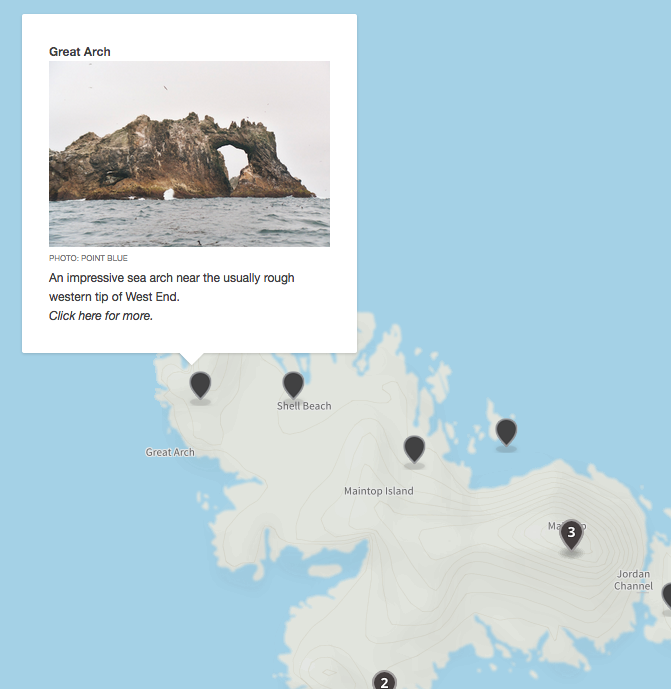 Great Arch
PHOTO: POINT BLUE
An impressive sea arch near the usually rough
western tip of West End.
Click here for more.
Shell Beach
Great Arch
Maintop Island
3
Jordan
Channel
2